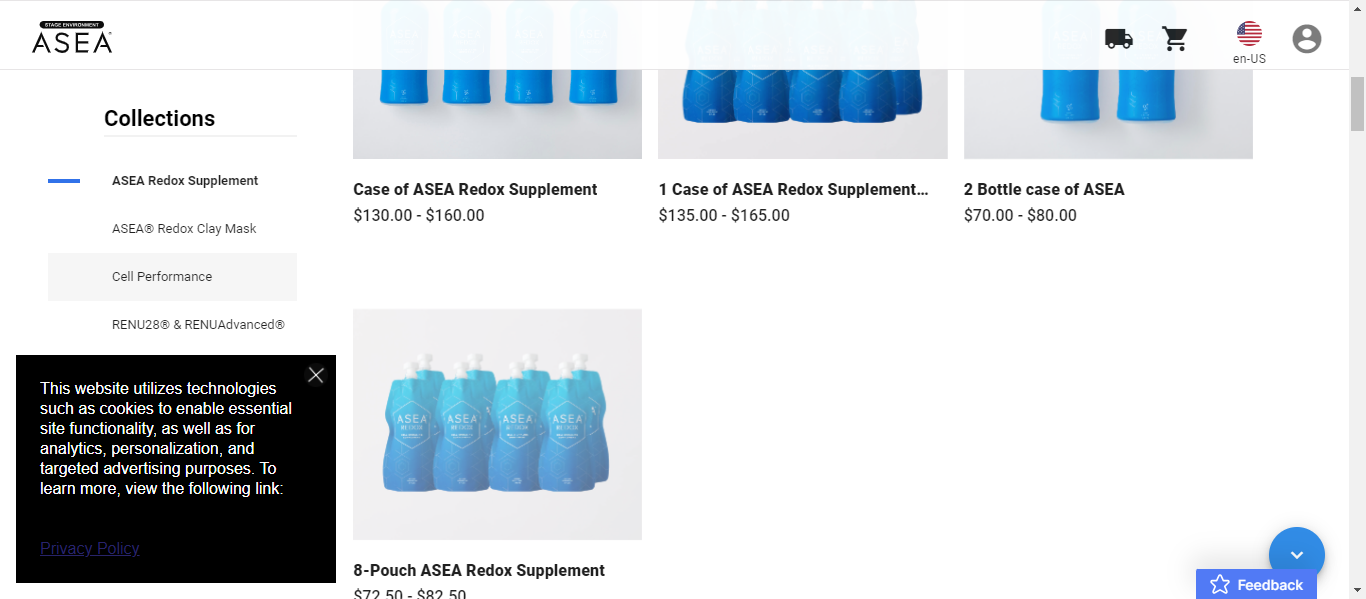 STAGE ENVIRONMENT
ASEA
en-US
Collections
ASEA Redox Supplement
ASEA® Redox Clay Mask
Cell Performance
RENU28® & RENUAdvanced®
Case of ASEA Redox Supplement
$130.00 - $160.00
1 Case of ASEA Redox Supplement...
$135.00 - $165.00
2 Bottle case of ASEA
$70.00 - $80.00
ASEA ASEA ASEA ASEA
REDOX REDOX REDOX REDOX
8-Pouch ASEA Redox Supplement
$72.50 - $82.50
This website utilizes technologies
such as cookies to enable essential
site functionality, as well as for
analytics, personalization, and
targeted advertising purposes. To
learn more, view the following link:
Privacy Policy
Feedback